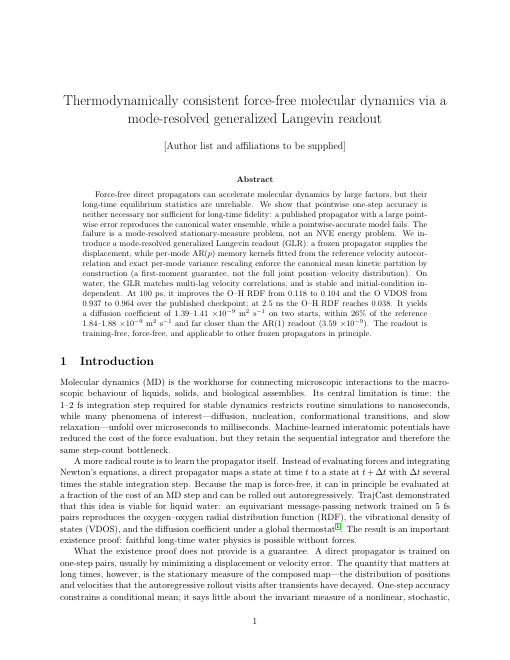 Thermodynamically consistent force-free molecular dynamics via a
mode-resolved generalized Langevin readout
[Author list and affiliations to be supplied]
Abstract
Force-free direct propagators can accelerate molecular dynamics by large factors, but their
long-time equilibrium statistics are unreliable. We show that pointwise one-step accuracy is
neither necessary nor sufficient for long-time fidelity: a published propagator with a large point-
wise error reproduces the canonical water ensemble, while a pointwise-accurate model fails. The
failure is a mode-resolved stationary-measure problem, not an NVE energy problem. We in-
troduce a mode-resolved generalized Langevin readout (GLR): a frozen propagator supplies the
displacement, while per-mode AR(p) memory kernels fitted from the reference velocity autocor-
relation and exact per-mode variance rescaling enforce the canonical mean kinetic partition by
construction (a first-moment guarantee, not the full joint position–velocity distribution). On
water, the GLR matches multi-lag velocity correlations, and is stable and initial-condition in-
dependent. At 100 ps, it improves the O–H RDF from 0.118 to 0.104 and the O VDOS from
0.937 to 0.964 over the published checkpoint; at 2.5 ns the O–H RDF reaches 0.038. It yields
a diffusion coefficient of 1.39–1.41 ×10⁻⁹ m² s⁻¹ on two starts, within 26% of the reference
1.84–1.88 ×10⁻⁹ m² s⁻¹ and far closer than the AR(1) readout (3.59 ×10⁻⁹). The readout is
training-free, force-free, and applicable to other frozen propagators in principle.
1 Introduction
Molecular dynamics (MD) is the workhorse for connecting microscopic interactions to the macro-
scopic behaviour of liquids, solids, and biological assemblies. Its central limitation is time: the
1–2 fs integration step required for stable dynamics restricts routine simulations to nanoseconds,
while many phenomena of interest—diffusion, nucleation, conformational transitions, and slow
relaxation—unfold over microseconds to milliseconds. Machine-learned interatomic potentials have
reduced the cost of the force evaluation, but they retain the sequential integrator and therefore the
same step-count bottleneck.
A more radical route is to learn the propagator itself. Instead of evaluating forces and integrating
Newton's equations, a direct propagator maps a state at time t to a state at t + Δt with Δt several
times the stable integration step. Because the map is force-free, it can in principle be evaluated at
a fraction of the cost of an MD step and can be rolled out autoregressively. TrajCast demonstrated
that this idea is viable for liquid water: an equivariant message-passing network trained on 5 fs
pairs reproduces the oxygen–oxygen radial distribution function (RDF), the vibrational density of
states (VDOS), and the diffusion coefficient under a global thermostat¹. The result is an important
existence proof: faithful long-time water physics is possible without forces.
What the existence proof does not provide is a guarantee. A direct propagator is trained on
one-step pairs, usually by minimizing a displacement or velocity error. The quantity that matters at
long times, however, is the stationary measure of the composed map—the distribution of positions
and velocities that the autoregressive rollout visits after transients have decayed. One-step accuracy
constrains a conditional mean; it says little about the invariant measure of a nonlinear, stochastic,
1